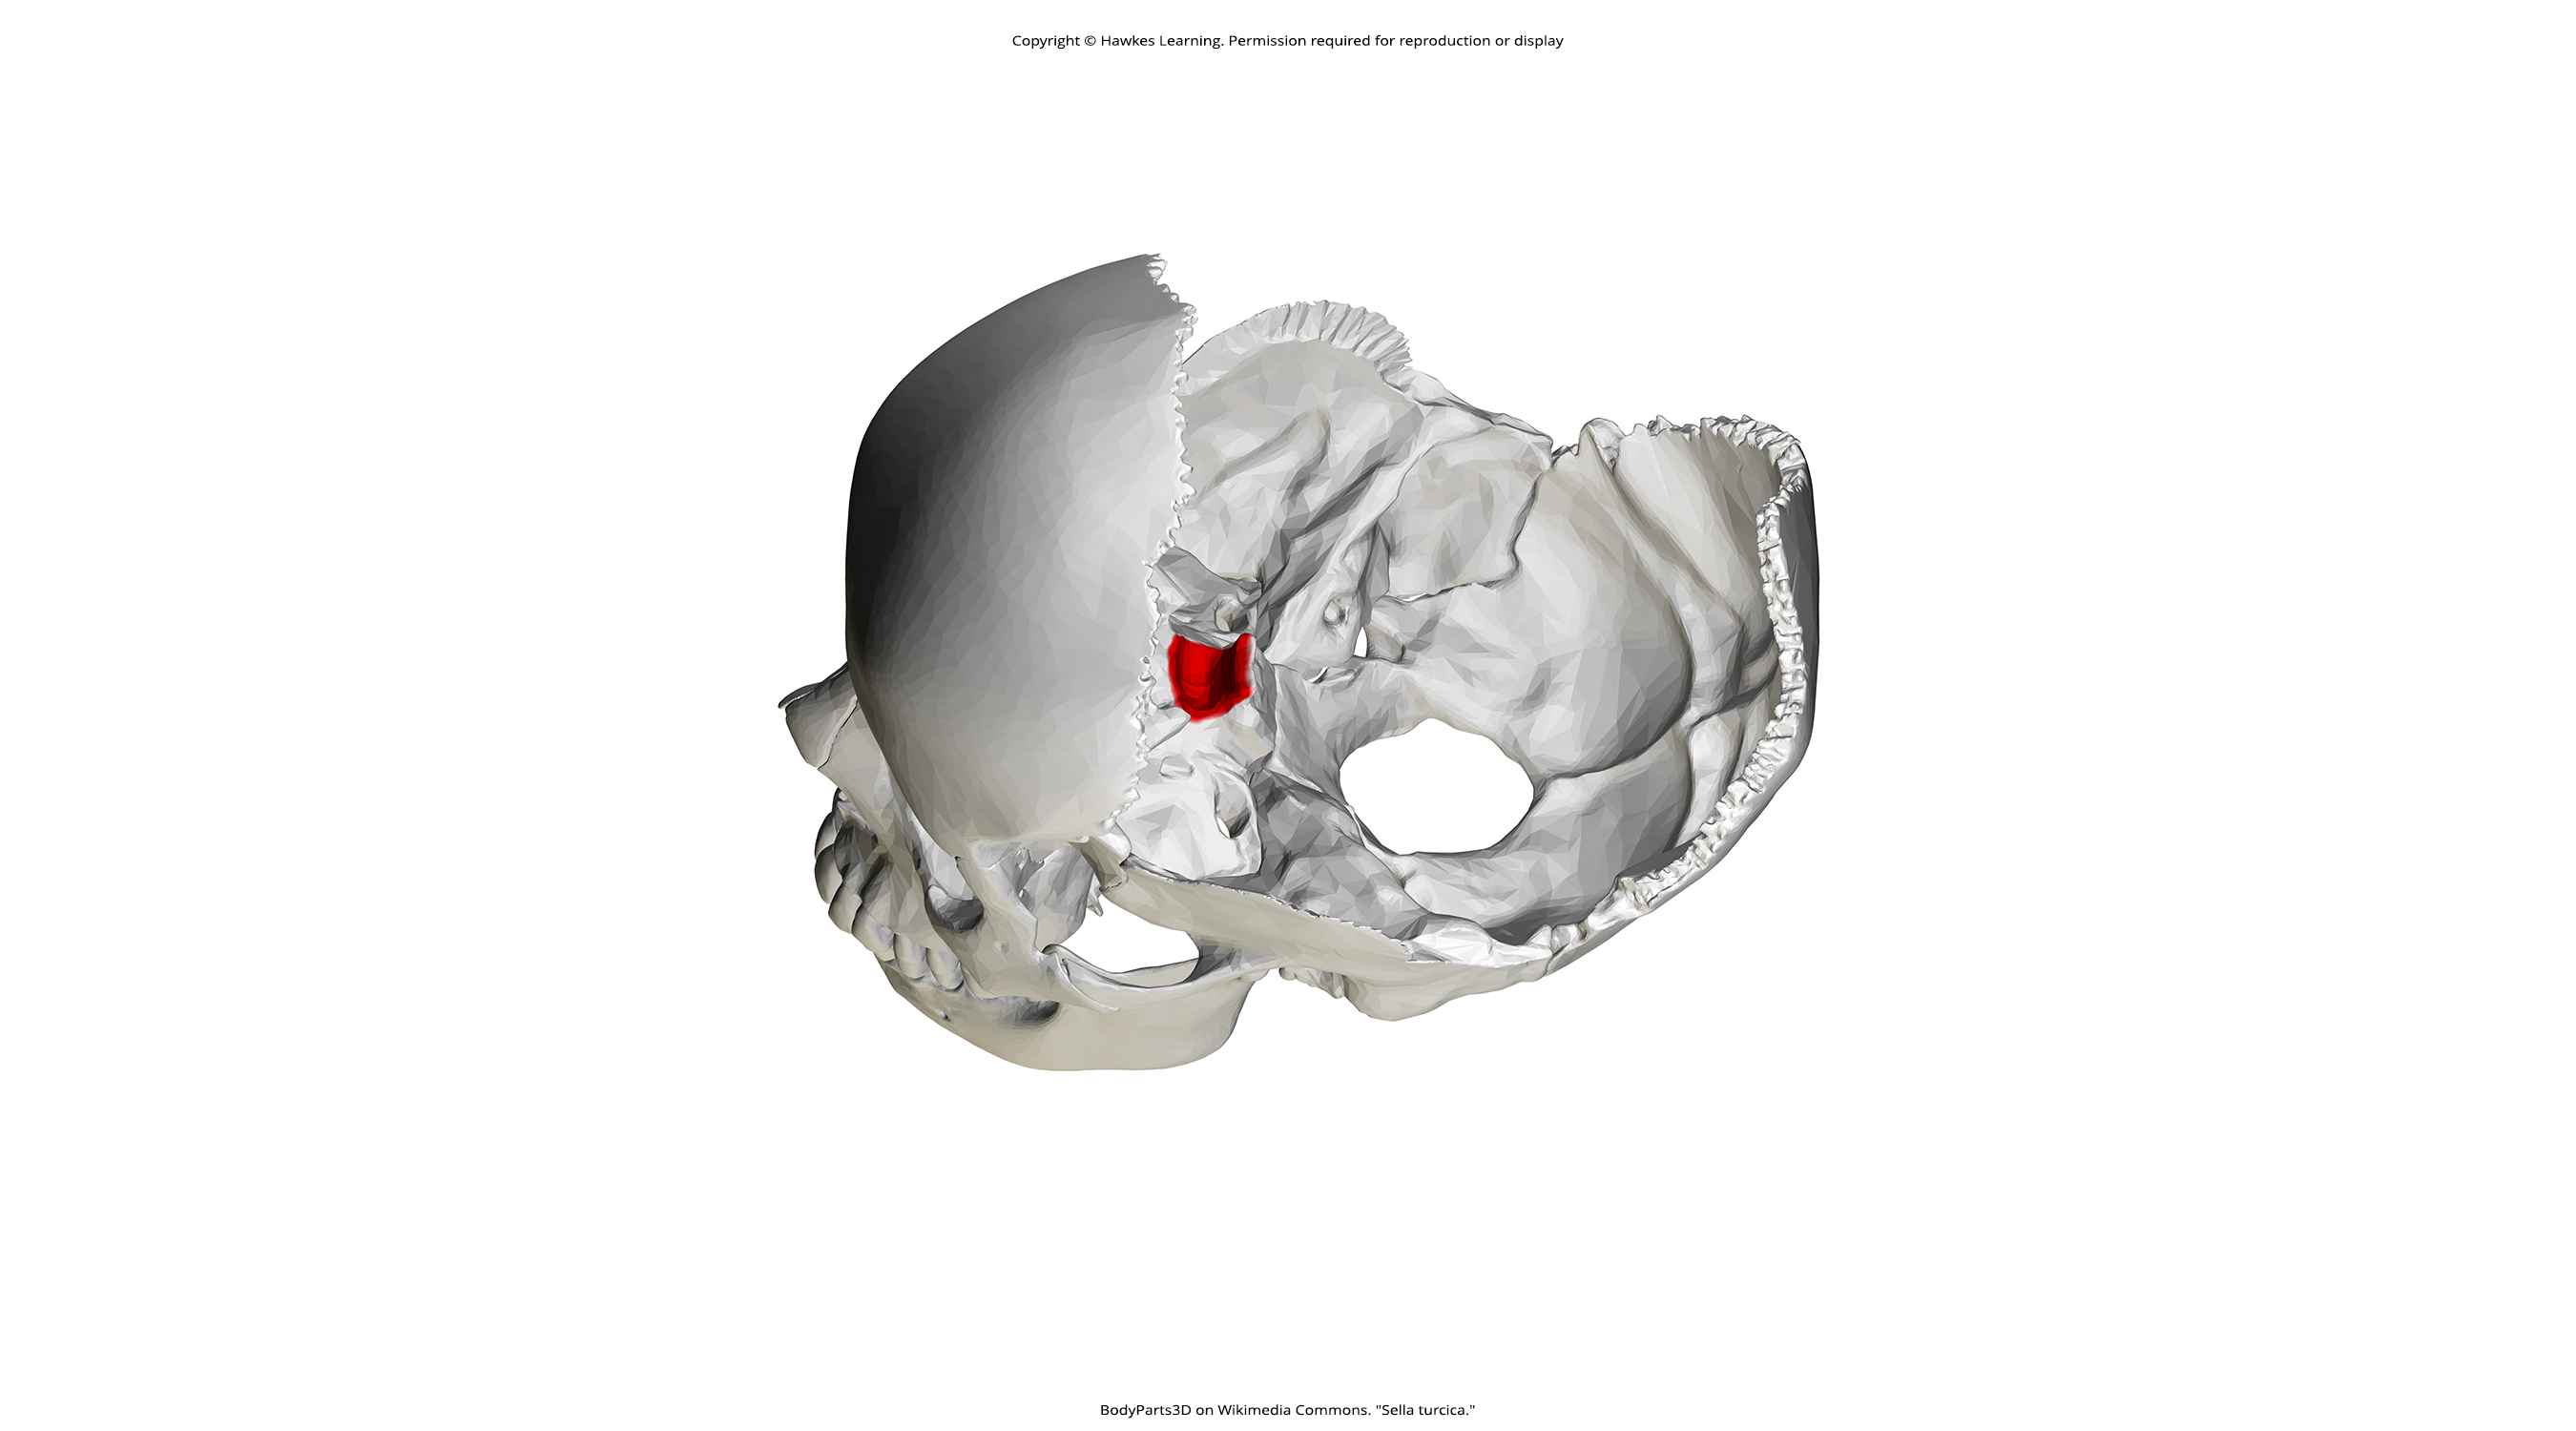 Copyright © Hawkes Learning. Permission required for reproduction or display
BodyParts3D on Wikimedia Commons. "Sella turcica."